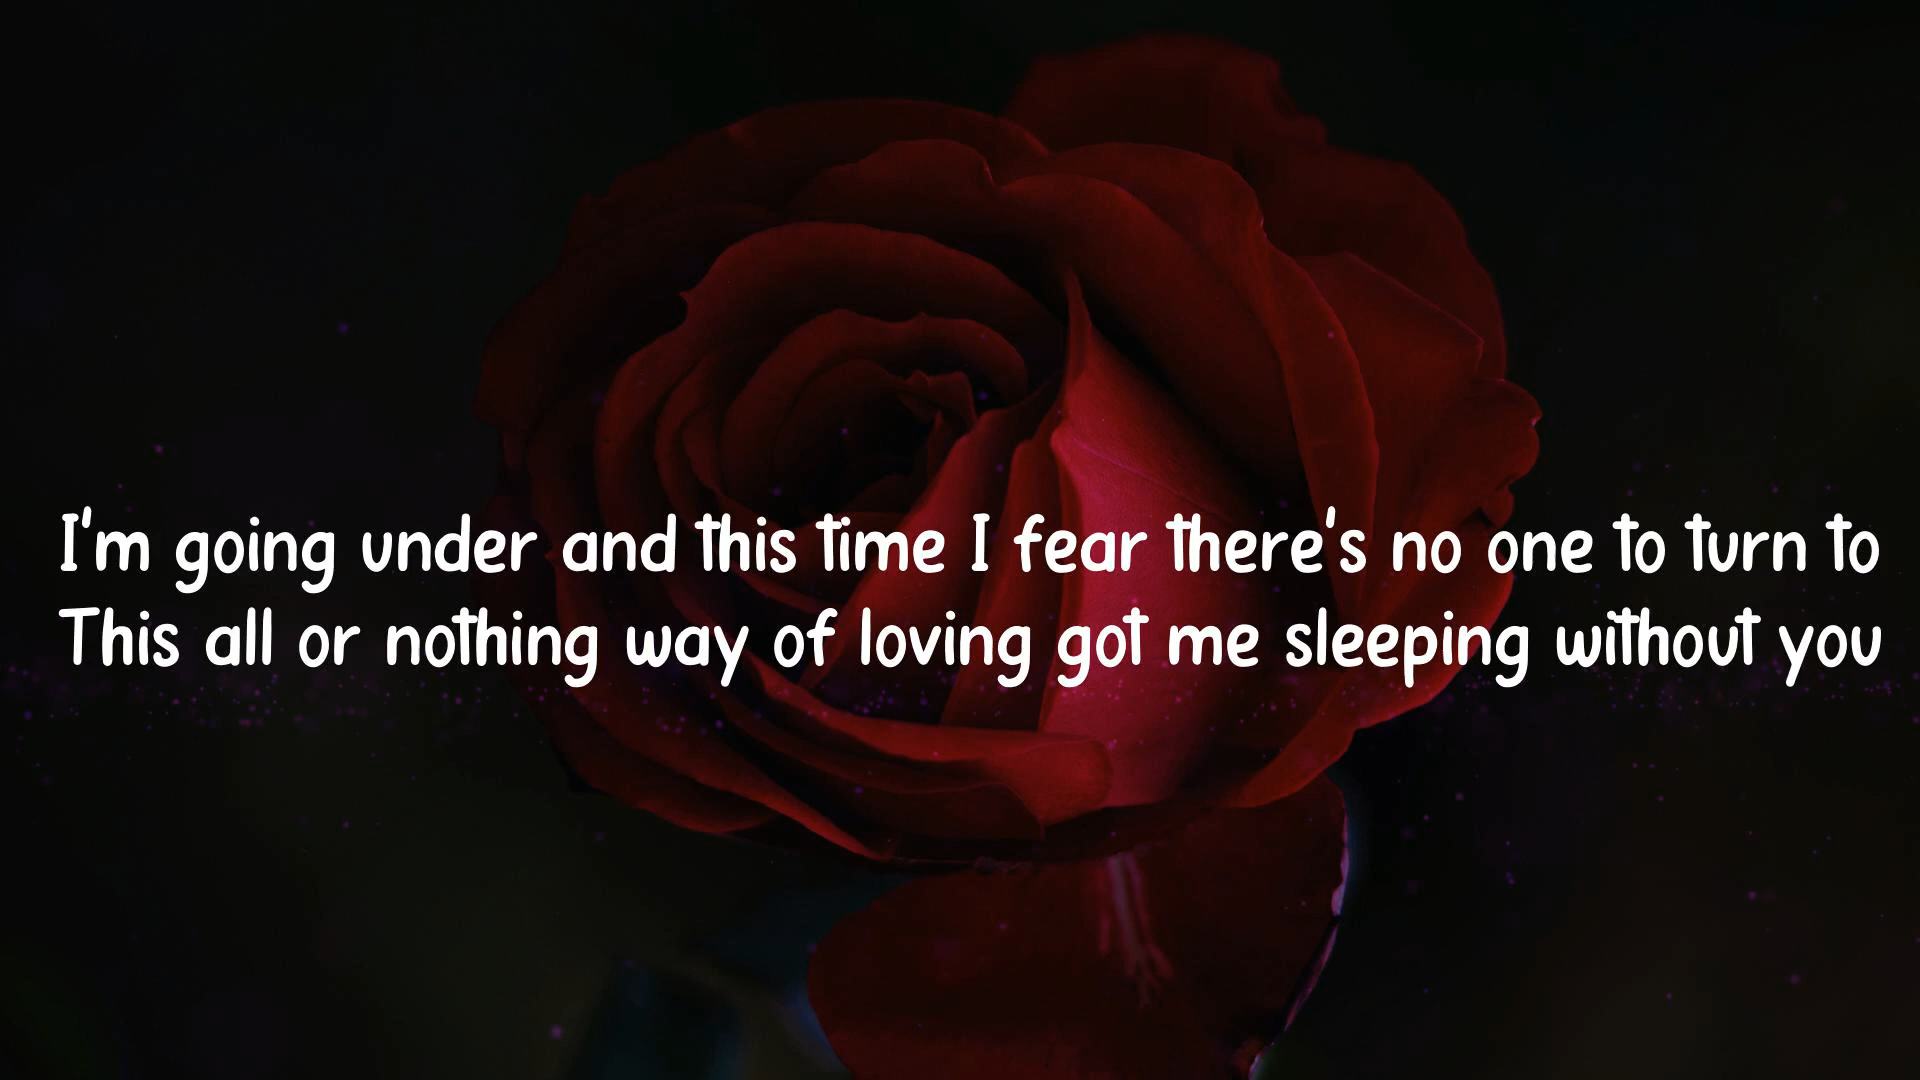 I'm going under and this time I fear there's no one to turn to
This all or nothing way of loving got me sleeping without you